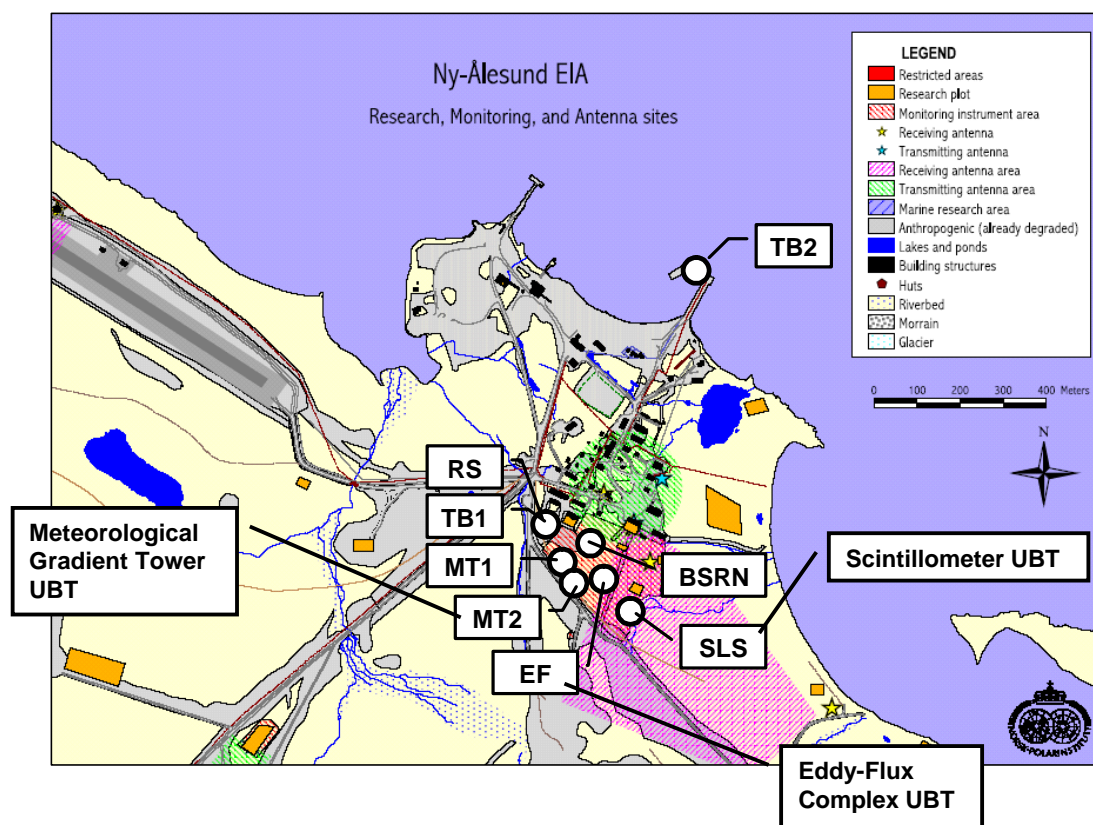 Ny-Ålesund EIA
Research, Monitoring, and Antenna sites
LEGEND
Restricted areas
Research plot
Monitoring instrument area
Receiving antenna
Transmitting antenna
Receiving antenna area
Transmitting antenna area
Marine research area
Anthropogenic (already degraded)
Lakes and ponds
Building structures
Huts
Riverbed
Morrain
Glacier
0 100 200 300 400 Meters
N
TB2
RS
TB1
MT1
MT2
EF
BSRN
SLS
Meteorological
Gradient Tower
UBT
Scintillometer UBT
Eddy-Flux
Complex UBT
NORSK-POLARINSTITUTT